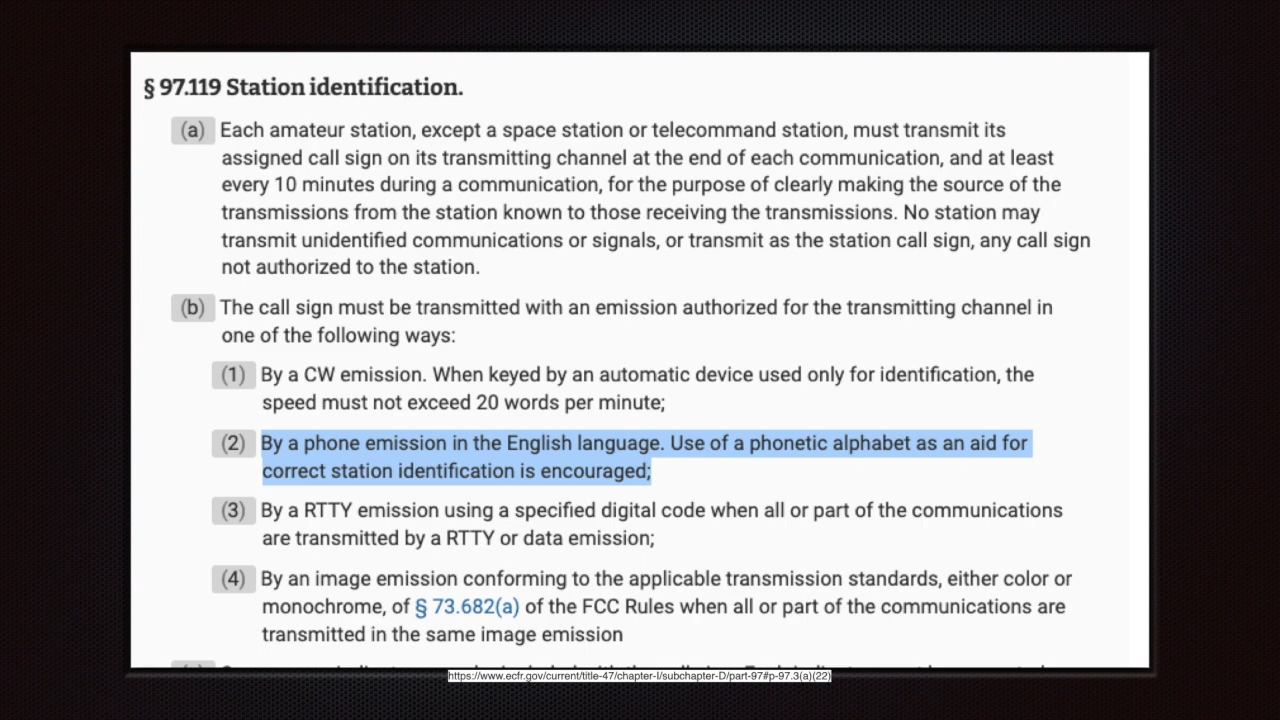 § 97.119 Station identification.
(a) Each amateur station, except a space station or telecommand station, must transmit its
assigned call sign on its transmitting channel at the end of each communication, and at least
every 10 minutes during a communication, for the purpose of clearly making the source of the
transmissions from the station known to those receiving the transmissions. No station may
transmit unidentified communications or signals, or transmit as the station call sign, any call sign
not authorized to the station.
(b) The call sign must be transmitted with an emission authorized for the transmitting channel in
one of the following ways:
(1) By a CW emission. When keyed by an automatic device used only for identification, the
speed must not exceed 20 words per minute;
(2) By a phone emission in the English language. Use of a phonetic alphabet as an aid for
correct station identification is encouraged;
(3) By a RTTY emission using a specified digital code when all or part of the communications
are transmitted by a RTTY or data emission;
(4) By an image emission conforming to the applicable transmission standards, either color or
monochrome, of § 73.682(a) of the FCC Rules when all or part of the communications are
transmitted in the same image emission
https://www.ecfr.gov/current/title-47/chapter-I/subchapter-D/part-97#p-97.3(a)(22)